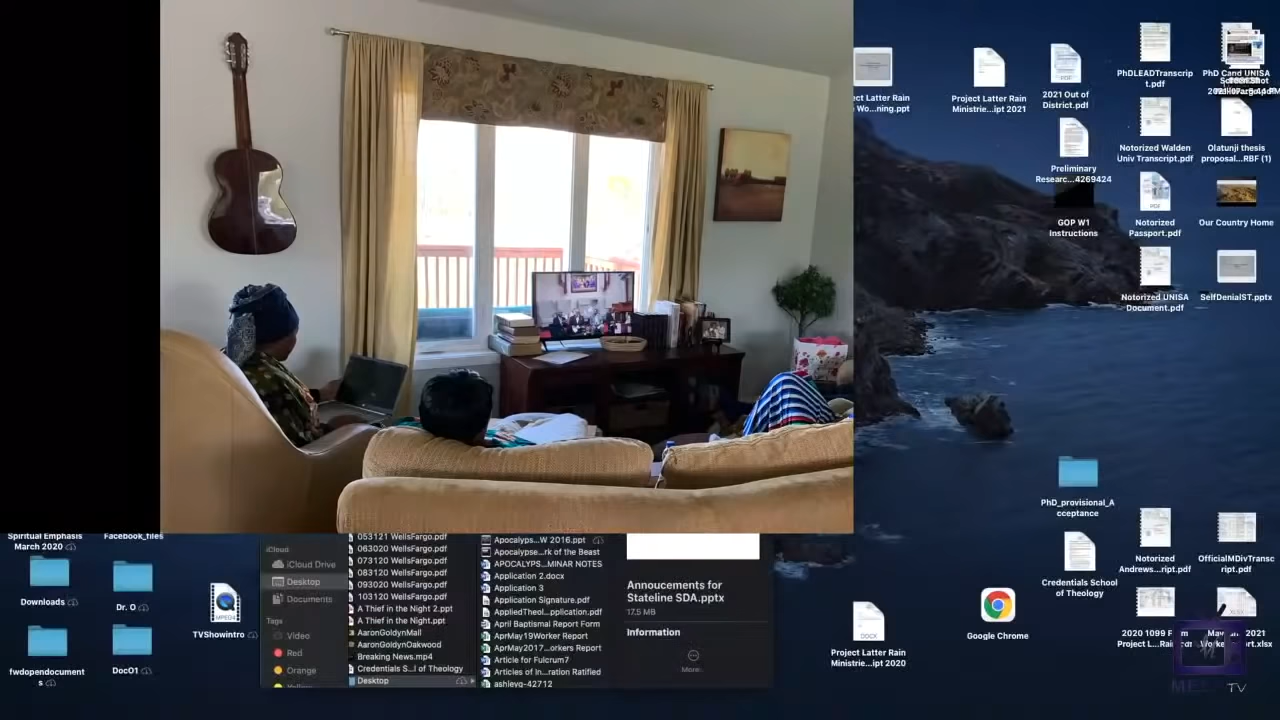 ect Latter Rain
Wo...ning.ppt
Project Latter Rain
Ministrie...ipt 2021
2021 Out of
District.pdf
PhDLEADTranscrip
t.pdf
PhD Cand UNISA
Preliminary
Researc...4269424
Notorized Walden
Univ Transcript.pdf
Olatunji thesis
proposal...RBF (1)
GOP W1
Instructions
PDF
Notorized
Passport.pdf
Our Country Home
Notorized UNISA
Document.pdf
SelfDenialST.pptx
PhD_provisional_A
cceptance
Notorized
Andrews...ript.pdf
OfficialMDivTransc
ript.pdf
Credentials School
of Theology
Google Chrome
DOCX
Project Latter Rain
Ministrie...ipt 2020
XLSX
2020 1099 F
Project L...Rain
2021
ort.xlsx
TV
Spiritual Emphasis
March 2020
Facebook_files
Downloads
Dr. O
MPEG4
TVShowintro
fwdopendocument
s
DocO1
iCloud
iCloud Drive
Desktop
Documents
Tags
Video
Red
Orange
Yellow
053121 WellsFargo.pdf
063020 WellsFargo.pdf
073120 WellsFargo.pdf
083120 WellsFargo.pdf
093020 WellsFargo.pdf
103120 WellsFargo.pdf
A Thief in the Night 2.ppt
A Thief in the Night.ppt
AaronGoldynMall
AaronGoldynOakwood
Breaking News.mp4
Credentials S...l of Theology
Desktop
Apocalyps...W 2016.ppt
Apocalypse...rk of the Beast
APOCALYPS...MINAR NOTES
Application 2.docx
Application 3
Application Signature.pdf
AppliedTheol...pplication.pdf
April Baptismal Report Form
AprMay19Worker Report
AprMay2017...orkers Report
Article for Fulcrum7
Articles of In...ration Ratified
ashleyg-42712
Annoucements for
Stateline SDA.pptx
17.5 MB
Information
More